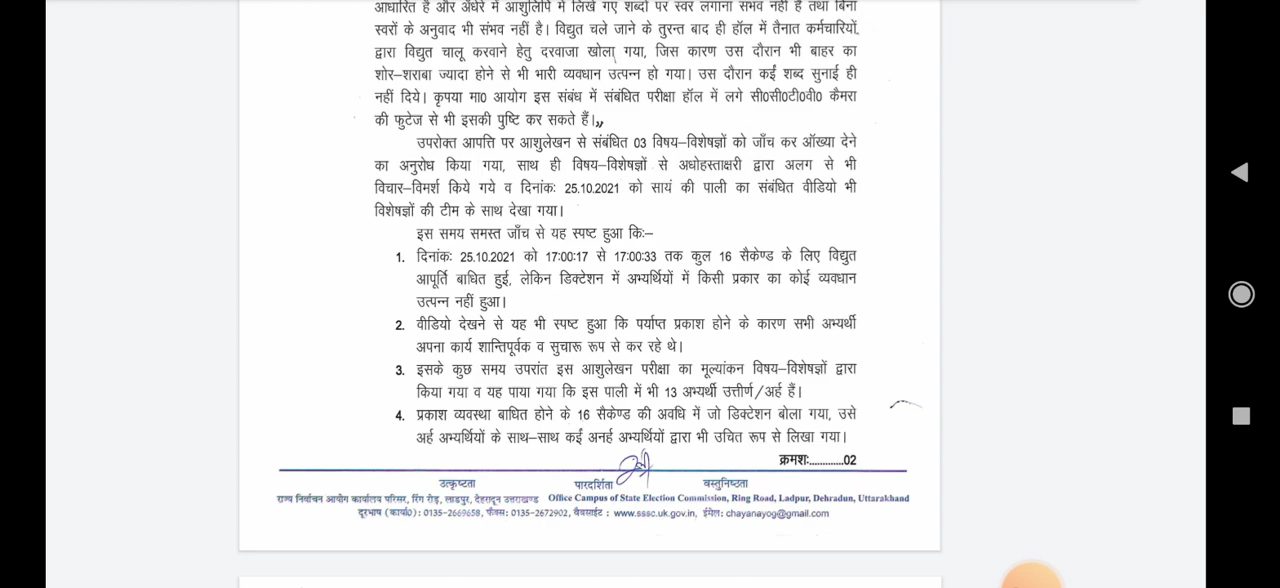 आधारित है और अंधेरे में आशुलिपि में लिखे गए शब्दों पर स्वर लगाना संभव नहीं है तथा बिना
स्वरों के अनुवाद भी संभव नहीं है। विद्युत चले जाने के तुरन्त बाद ही हॉल में तैनात कर्मचारियों
द्वारा विद्युत चालू करवाने हेतु दरवाजा खोला गया, जिस कारण उस दौरान भी बाहर का
शोर–शराबा ज्यादा होने से भी भारी व्यवधान उत्पन्न हो गया। उस दौरान कईं शब्द सुनाई ही
नहीं दिये। कृपया मा0 आयोग इस संबंध में संबंधित परीक्षा हॉल में लगे सी0सी0टी0वी0 कैमरा
की फुटेज से भी इसकी पुष्टि कर सकते हैं।,,
उपरोक्त आपत्ति पर आशुलेखन से संबंधित 03 विषय–विशेषज्ञों को जाँच कर ऑख्या देने
का अनुरोध किया गया, साथ ही विषय–विशेषज्ञों से अधोहस्ताक्षरी द्वारा अलग से भी
विचार–विमर्श किये गये व दिनांकः 25.10.2021 को सायं की पाली का संबंधित वीडियो भी
विशेषज्ञों की टीम के साथ देखा गया।
इस समय समस्त जाँच से यह स्पष्ट हुआ किः–
1. दिनांकः 25.10.2021 को 17:00:17 से 17:00:33 तक कुल 16 सैकेण्ड के लिए विद्युत
आपूर्ति बाधित हुई, लेकिन डिक्टेशन में अभ्यर्थियों में किसी प्रकार का कोई व्यवधान
उत्पन्न नहीं हुआ।
2. वीडियो देखने से यह भी स्पष्ट हुआ कि पर्याप्त प्रकाश होने के कारण सभी अभ्यर्थी
अपना कार्य शान्तिपूर्वक व सुचारू रूप से कर रहे थे।
3. इसके कुछ समय उपरांत इस आशुलेखन परीक्षा का मूल्यांकन विषय–विशेषज्ञों द्वारा
किया गया व यह पाया गया कि इस पाली में भी 13 अभ्यर्थी उत्तीर्ण/अर्ह हैं।
4. प्रकाश व्यवस्था बाधित होने के 16 सैकेण्ड की अवधि में जो डिक्टेशन बोला गया, उसे
अर्ह अभ्यर्थियों के साथ–साथ कईं अनर्ह अभ्यर्थियों द्वारा भी उचित रूप से लिखा गया।
क्रमशः............02
उत्कृष्टता पारदर्शिता वस्तुनिष्ठता
राज्य निर्वाचन आयोग कार्यालय परिसर, रिंग रोड़, लाडपुर, देहरादून उत्तराखण्ड Office Campus of State Election Commission, Ring Road, Ladpur, Dehradun, Uttarakhand
दूरभाष (कार्या0): 0135-2669658, फैक्सः 0135-2672902, वैवसाईट : www.sssc.uk.gov.in, ईमेलः chayanayog@gmail.com